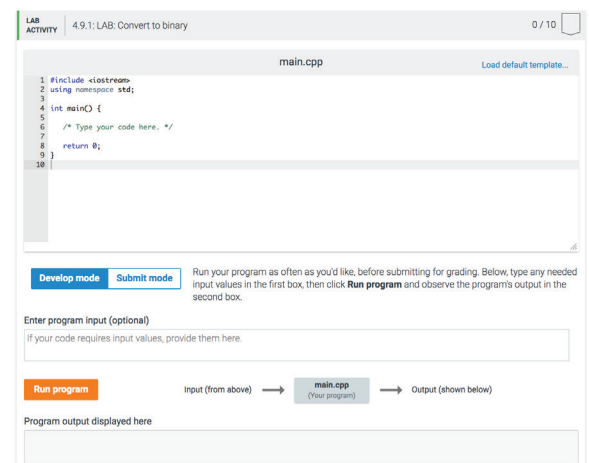 LAB
ACTIVITY
4.9.1: LAB: Convert to binary
0 / 10
main.cpp
Load default template...
1 #include <iostream>
2 using namespace std;
3
4 int main() {
5
6 /* Type your code here. */
7
8 return 0;
9 }
10
Develop mode
Submit mode
Run your program as often as you'd like, before submitting for grading. Below, type any needed
input values in the first box, then click Run program and observe the program's output in the
second box.
Enter program input (optional)
If your code requires input values, provide them here.
Run program
Input (from above)
main.cpp
(Your program)
Output (shown below)
Program output displayed here